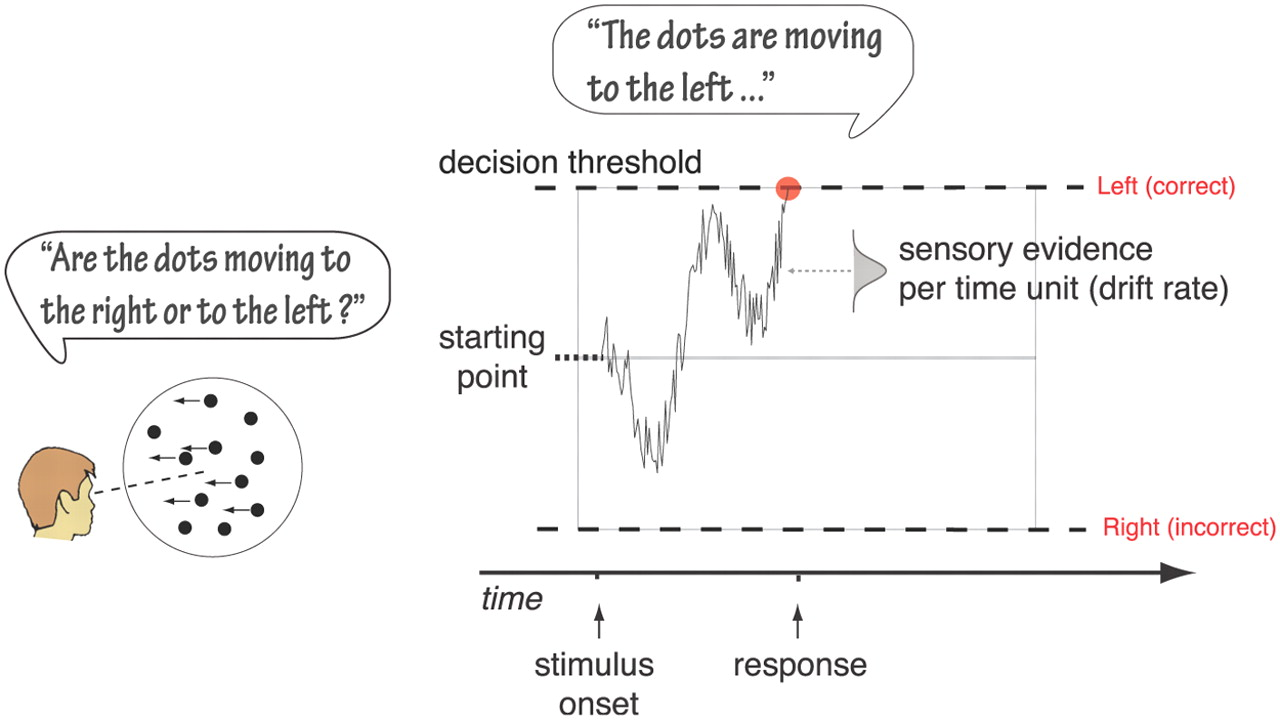 “The dots are moving
to the left ...”
decision threshold
Left (correct)
“Are the dots moving to
the right or to the left ?”
sensory evidence
per time unit (drift rate)
starting
point
Right (incorrect)
time
stimulus
onset
response